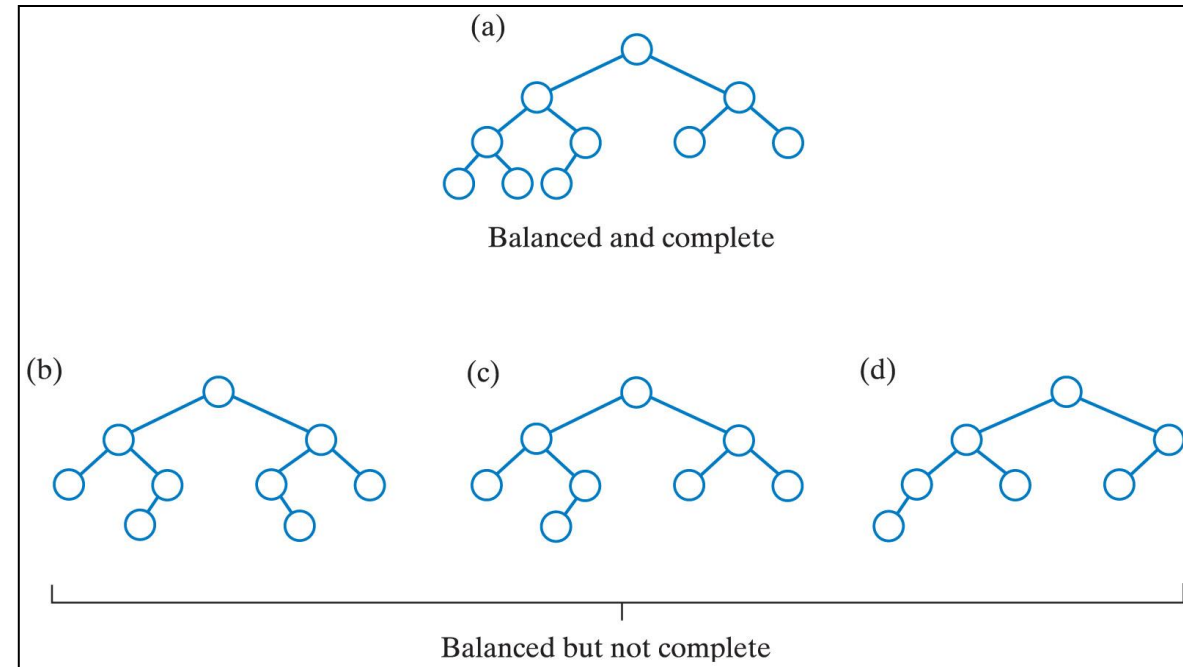 (a)
Balanced and complete
(b)
(c)
(d)
Balanced but not complete